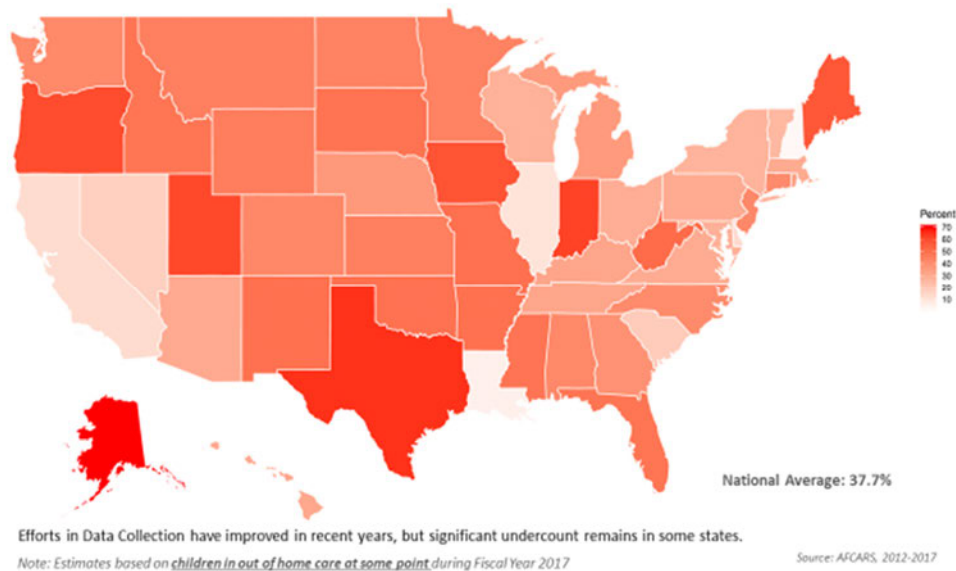 Percent
70
60
50
40
30
20
10
National Average: 37.7%
Efforts in Data Collection have improved in recent years, but significant undercount remains in some states.
Note: Estimates based on children in out of home care at some point during Fiscal Year 2017
Source: AFCARS, 2012-2017